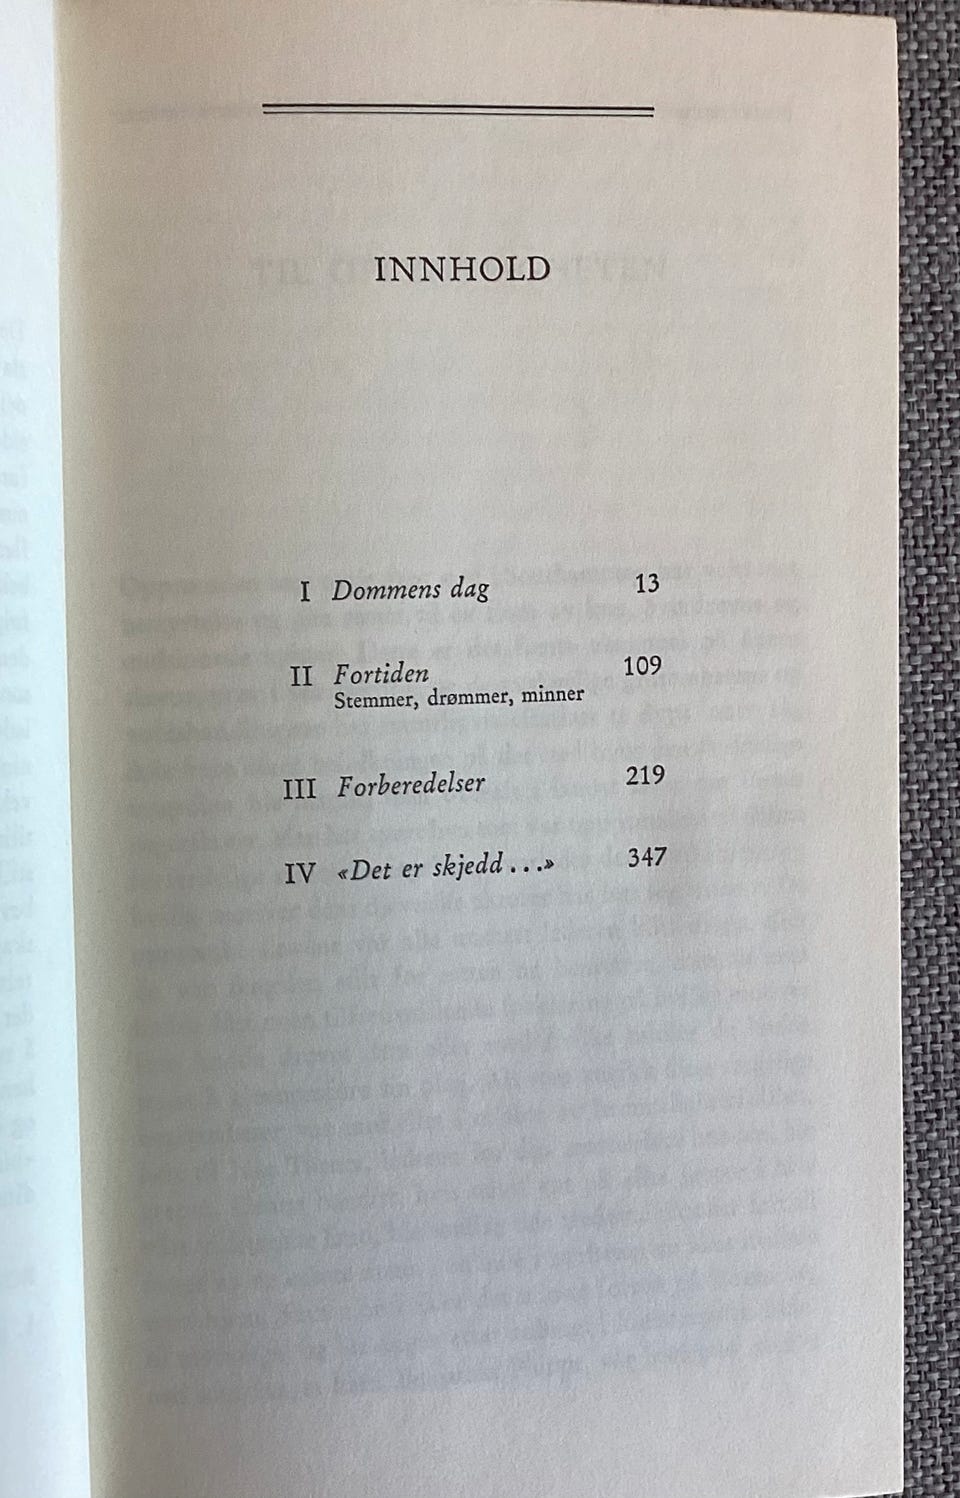 INNHOLD
I Dommens dag 13
II Fortiden 109
Stemmer, drømmer, minner
III Forberedelser 219
IV «Det er skjedd...» 347